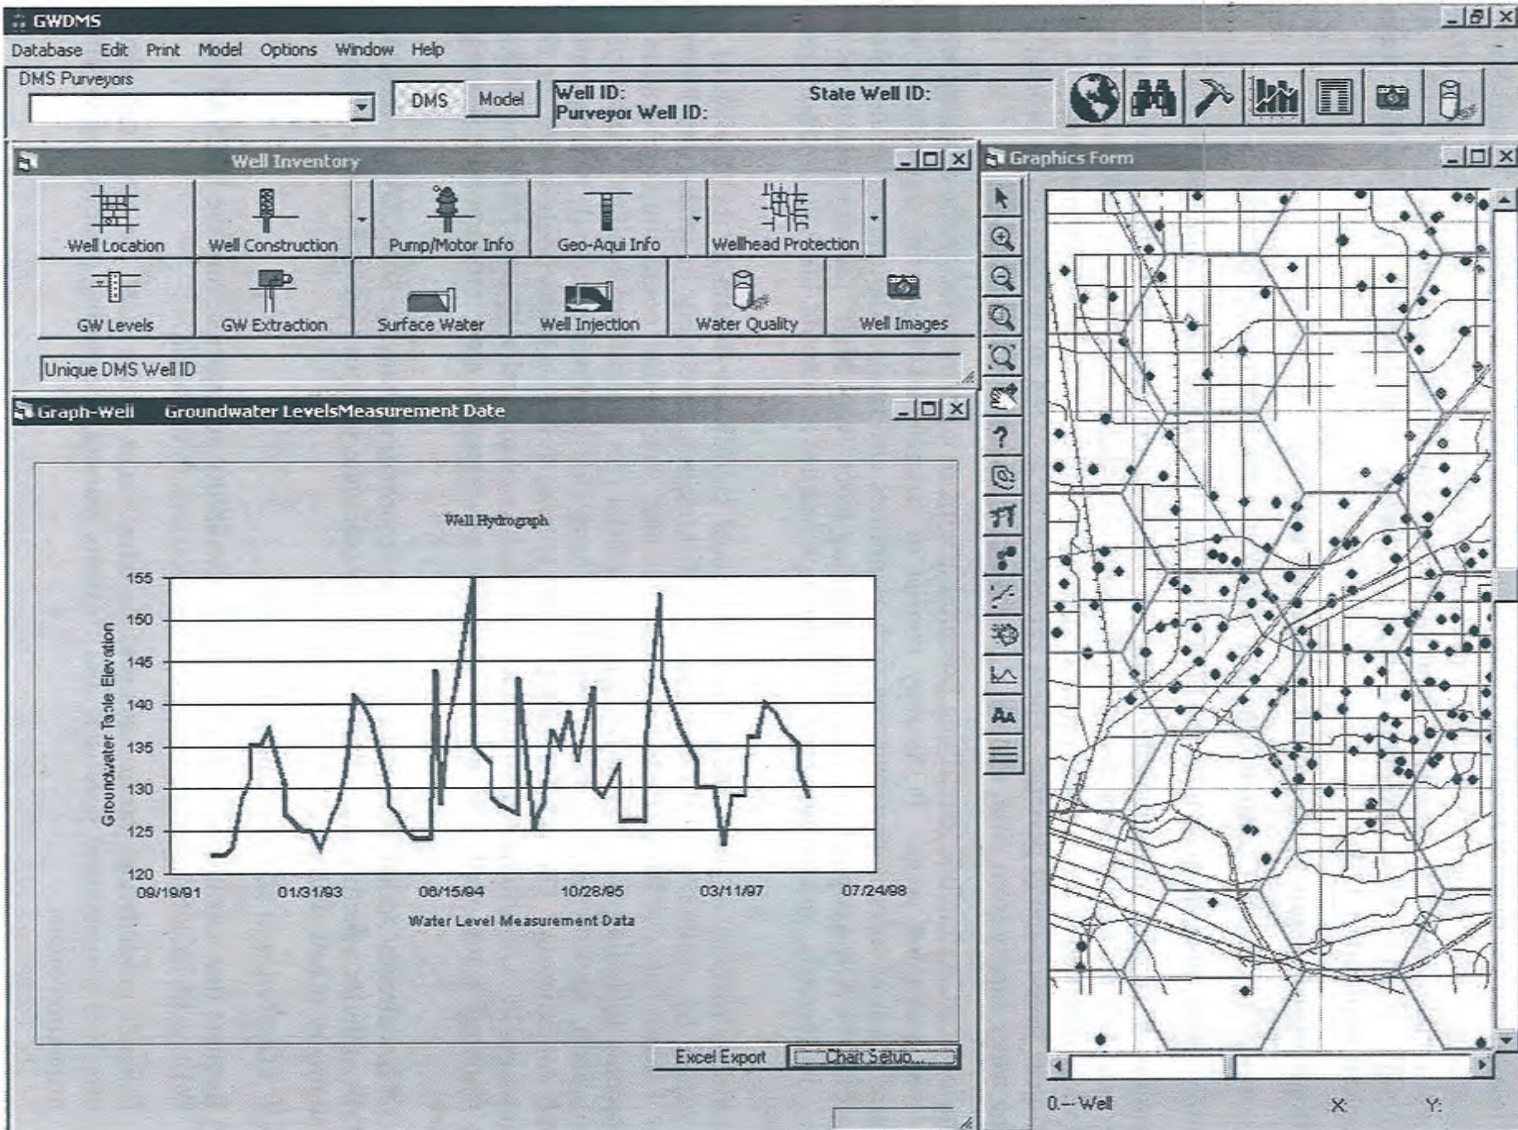 GWDMS
Database Edit Print Model Options Window Help
DMS Purveyors
DMS Model
Well ID: State Well ID:
Purveyor Well ID:
Well Inventory
Well Location Well Construction Pump/Motor Info Geo-Aqui Info Wellhead Protection
GW Levels GW Extraction Surface Water Well Injection Water Quality Well Images
Unique DMS Well ID
Graph-Well Groundwater LevelsMeasurement Date
Well Hydrograph
Groundwater Table Elevation
155
150
145
140
135
130
125
120
09/19/91 01/31/93 06/15/94 10/28/95 03/11/97 07/24/98
Water Level Measurement Data
Excel Export Chart Setup...
Graphics Form
?
AA
0.-- Well X: Y: